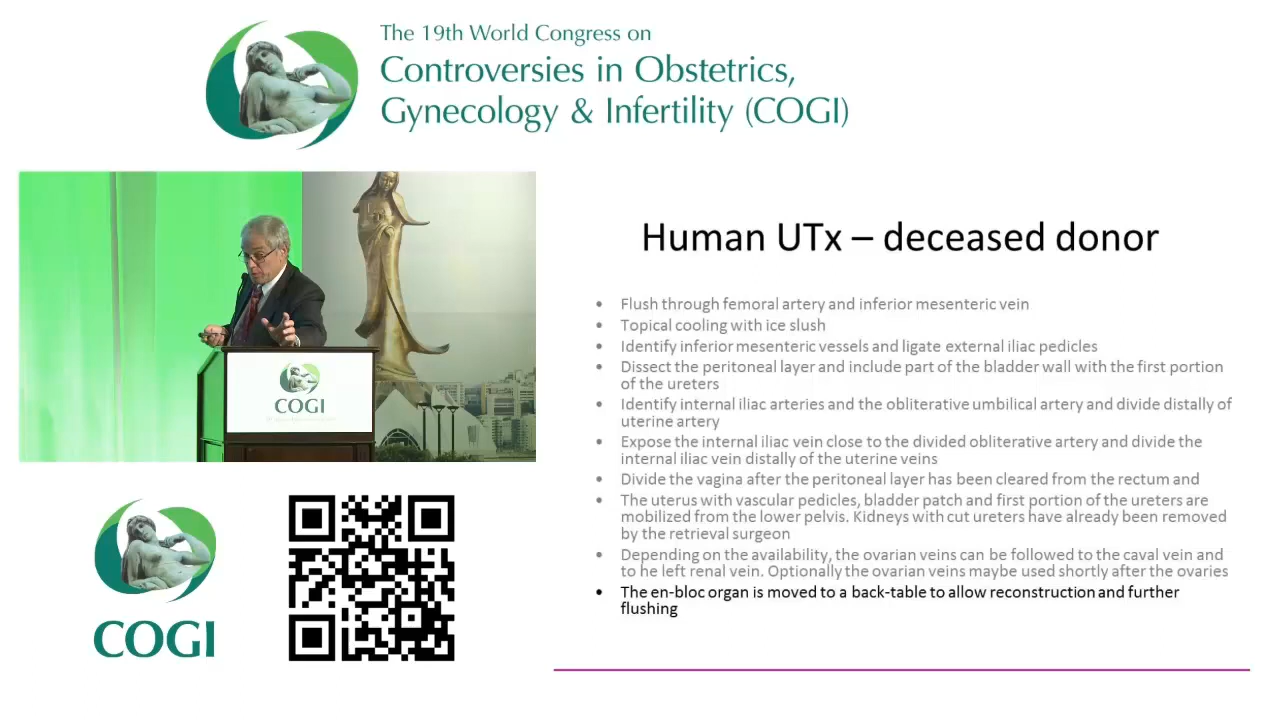 The 19th World Congress on
Controversies in Obstetrics,
Gynecology & Infertility (COGI)
COGI
COGI
Human UTx – deceased donor
• Flush through femoral artery and inferior mesenteric vein
• Topical cooling with ice slush
• Identify inferior mesenteric vessels and ligate external iliac pedicles
• Dissect the peritoneal layer and include part of the bladder wall with the first portion
of the ureters
• Identify internal iliac arteries and the obliterative umbilical artery and divide distally of
uterine artery
• Expose the internal iliac vein close to the divided obliterative artery and divide the
internal iliac vein distally of the uterine veins
• Divide the vagina after the peritoneal layer has been cleared from the rectum and
• The uterus with vascular pedicles, bladder patch and first portion of the ureters are
mobilized from the lower pelvis. Kidneys with cut ureters have already been removed
by the retrieval surgeon
• Depending on the availability, the ovarian veins can be followed to the caval vein and
to he left renal vein. Optionally the ovarian veins maybe used shortly after the ovaries
• The en-bloc organ is moved to a back-table to allow reconstruction and further
flushing